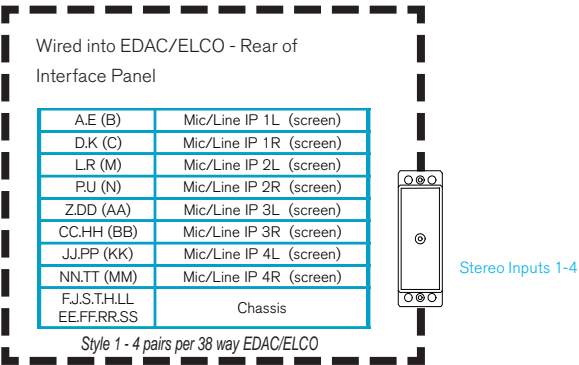 Wired into EDAC/ELCO - Rear of
Interface Panel
A.E (B) Mic/Line IP 1L (screen)
D.K (C) Mic/Line IP 1R (screen)
L.R (M) Mic/Line IP 2L (screen)
P.U (N) Mic/Line IP 2R (screen)
Z.DD (AA) Mic/Line IP 3L (screen)
CC.HH (BB) Mic/Line IP 3R (screen)
JJ.PP (KK) Mic/Line IP 4L (screen)
NN.TT (MM) Mic/Line IP 4R (screen)
F.J.S.T.H.LL
EE.FF.RR.SS Chassis
Style 1 - 4 pairs per 38 way EDAC/ELCO
Stereo Inputs 1-4